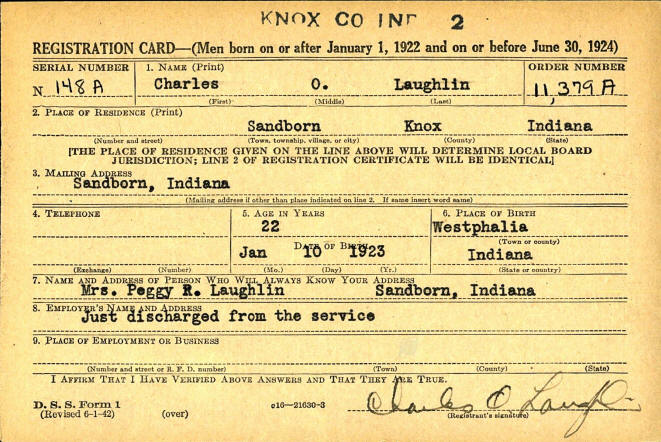 KNOX CO IND 2
REGISTRATION CARD—(Men born on or after January 1, 1922 and on or before June 30, 1924)
SERIAL NUMBER 1. NAME (Print) ORDER NUMBER
N 148A Charles O. Laughlin 11,379A
(First) (Middle) (Last)
2. PLACE OF RESIDENCE (Print)
Sandborn Knox Indiana
(Number and street) (Town, township, village, or city) (County) (State)
[THE PLACE OF RESIDENCE GIVEN ON THE LINE ABOVE WILL DETERMINE LOCAL BOARD
JURISDICTION; LINE 2 OF REGISTRATION CERTIFICATE WILL BE IDENTICAL]
3. MAILING ADDRESS
Sandborn, Indiana
(Mailing address if other than place indicated on line 2. If same insert word same)
4. TELEPHONE 5. AGE IN YEARS 6. PLACE OF BIRTH
22 Westphalia
DATE OF BIRTH (Town or county)
Jan 10 1923 Indiana
(Exchange) (Number) (Mo.) (Day) (Yr.) (State or country)
7. NAME AND ADDRESS OF PERSON WHO WILL ALWAYS KNOW YOUR ADDRESS
Mrs. Peggy R. Laughlin Sandborn, Indiana
8. EMPLOYER'S NAME AND ADDRESS
Just discharged from the service
9. PLACE OF EMPLOYMENT OR BUSINESS
(Number and street or R. F. D. number) (Town) (County) (State)
I AFFIRM THAT I HAVE VERIFIED ABOVE ANSWERS AND THAT THEY ARE TRUE.
D. S. S. Form 1
(Revised 6-1-42) (over) c16—21630-3 Charles O. Laughlin
(Registrant's signature)